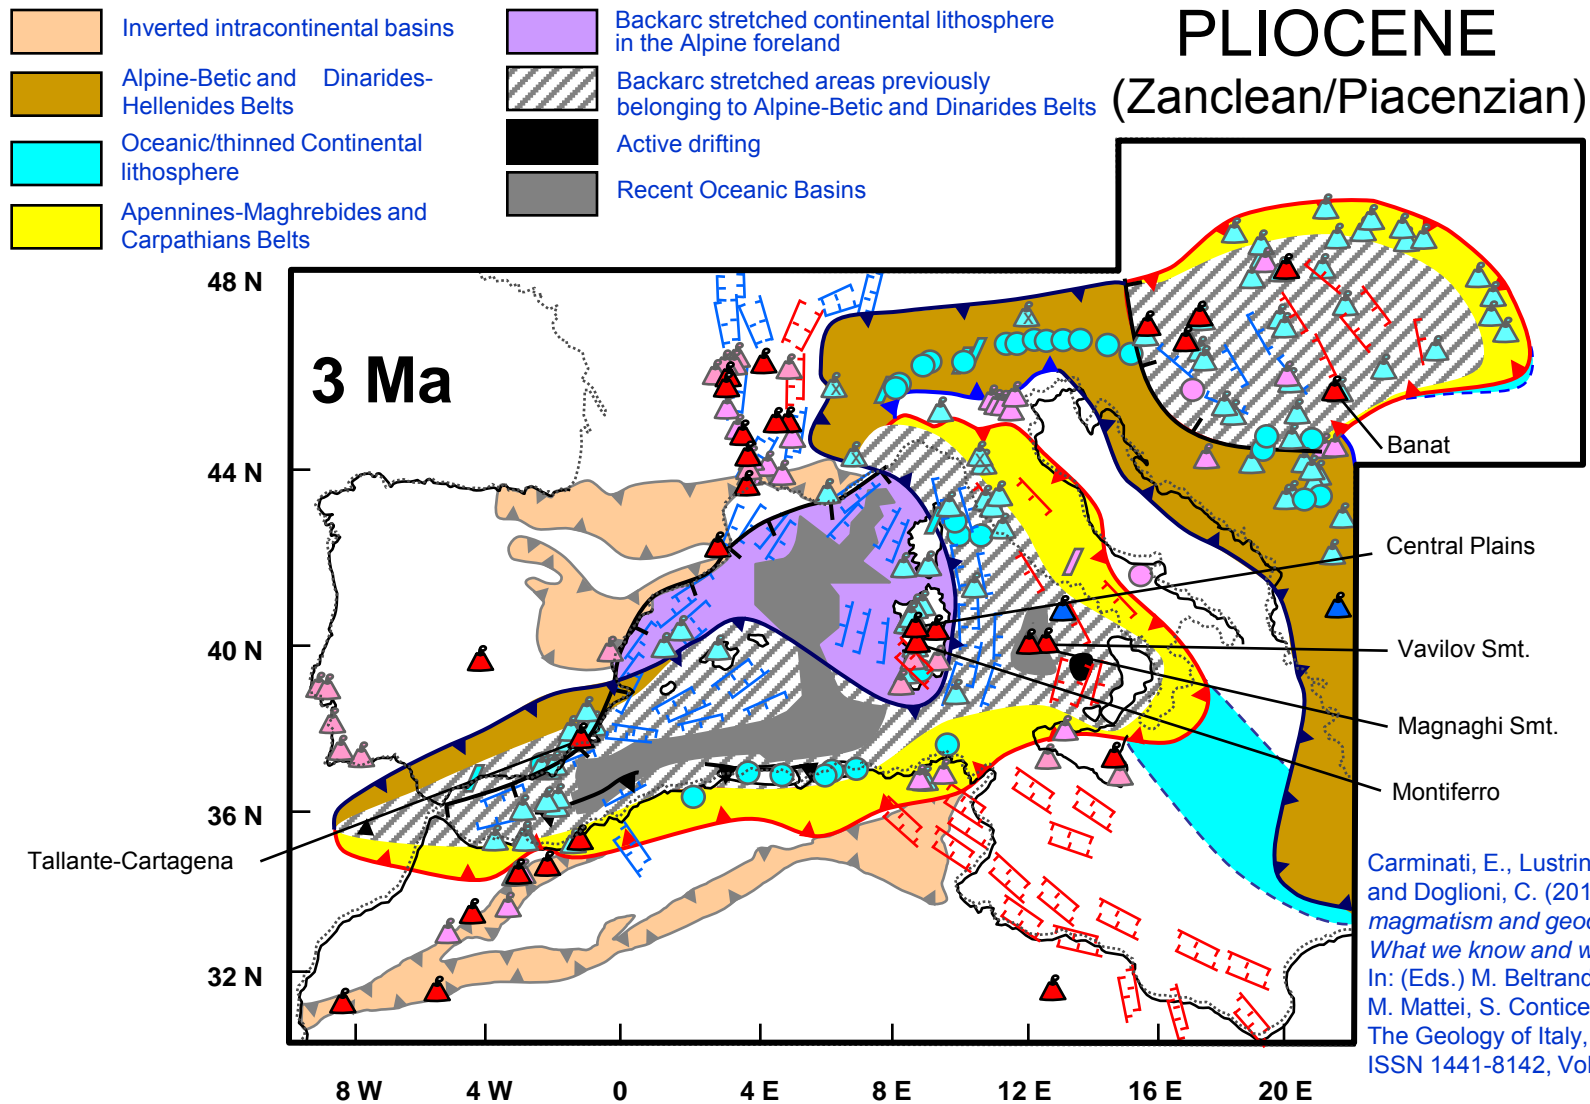 Inverted intracontinental basins
Alpine-Betic and Dinarides-
Hellenides Belts
Oceanic/thinned Continental
lithosphere
Apennines-Maghrebides and
Carpathians Belts
Backarc stretched continental lithosphere
in the Alpine foreland
Backarc stretched areas previously
belonging to Alpine-Betic and Dinarides Belts
Active drifting
Recent Oceanic Basins
PLIOCENE
(Zanclean/Piacenzian)
3 Ma
48 N
44 N
40 N
36 N
32 N
8 W
4 W
0
4 E
8 E
12 E
16 E
20 E
Banat
Central Plains
Vavilov Smt.
Magnaghi Smt.
Montiferro
Tallante-Cartagena
Carminati, E., Lustrin
and Doglioni, C. (201
magmatism and geod
What we know and w
In: (Eds.) M. Beltrand
M. Mattei, S. Contice
The Geology of Italy,
ISSN 1441-8142, Vol